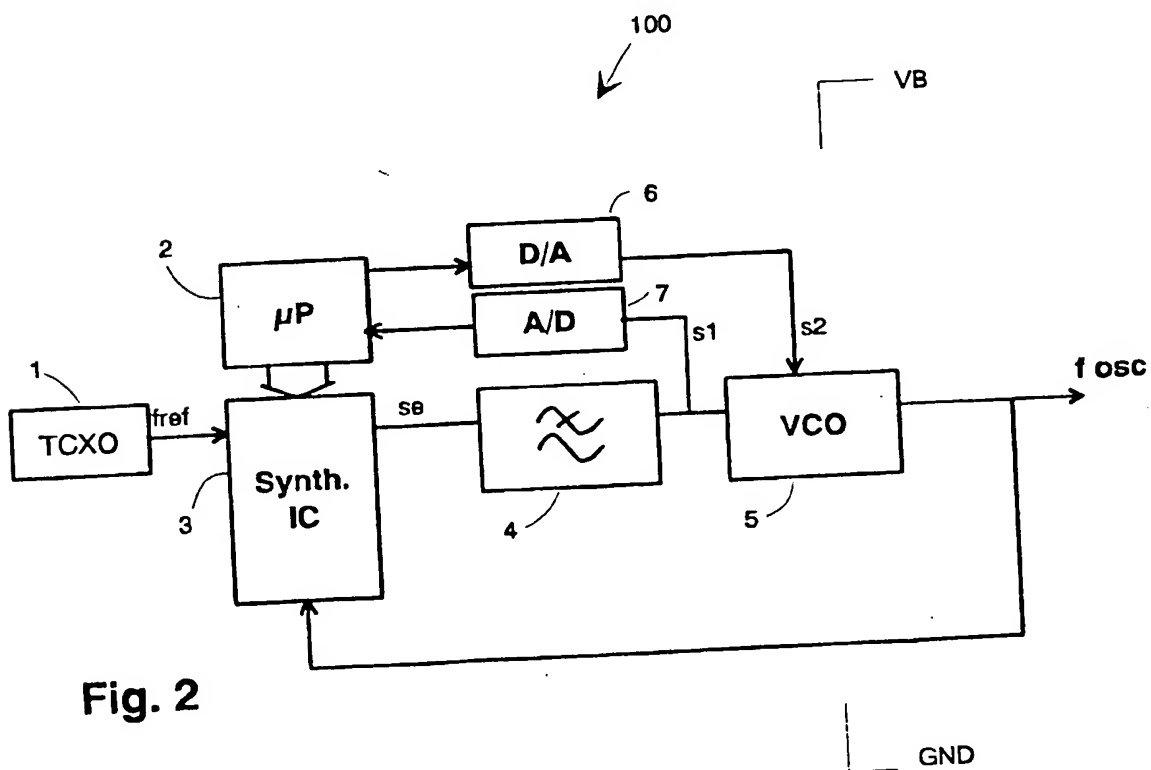 100
VB
6
D/A
2
µP
7
A/D
s1
s2
1
fref
TCXO
se
f osc
VCO
Synth.
IC
3
4
5
Fig. 2
GND